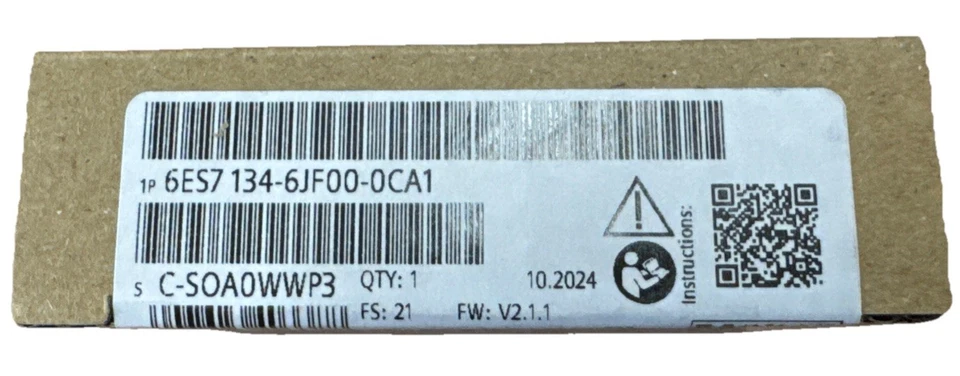 1P 6ES7 134-6JF00-0CA1
S C-SOA0WWP3 QTY: 1 10.2024
FS: 21 FW: V2.1.1
Instructions: